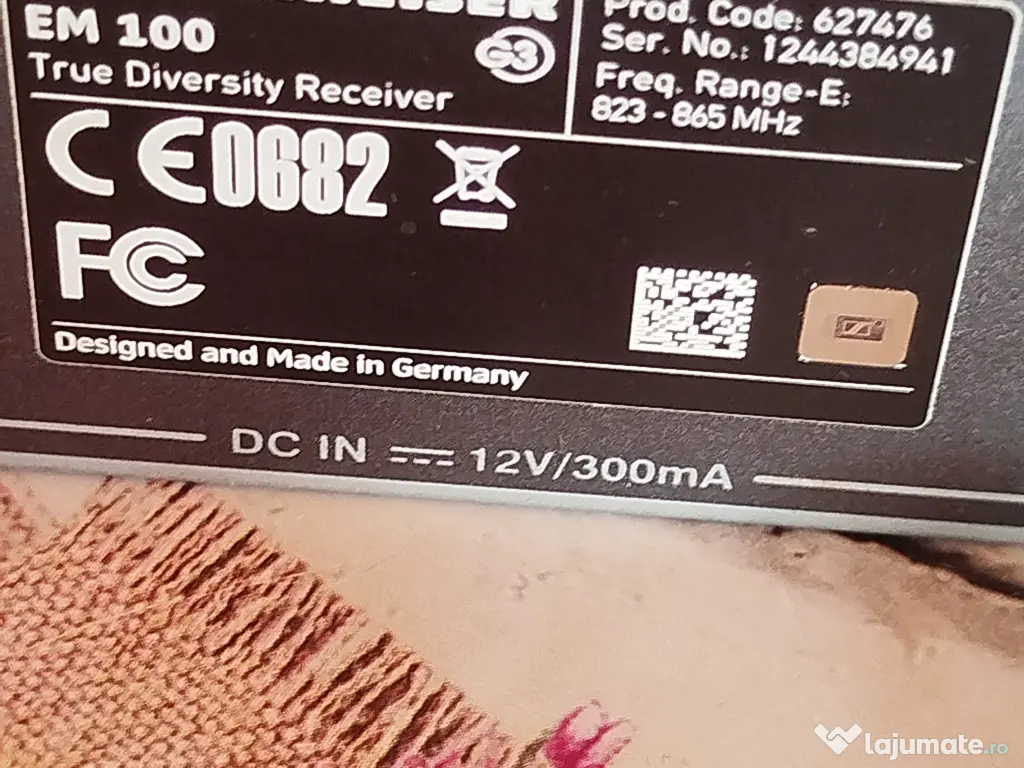 EM 100
True Diversity Receiver
G3
Prod. Code: 627476
Ser. No.: 1244384941
Freq. Range-E:
823 - 865 MHz
CE0682
FC
Designed and Made in Germany
DC IN 12V/300mA
lajumate.ro